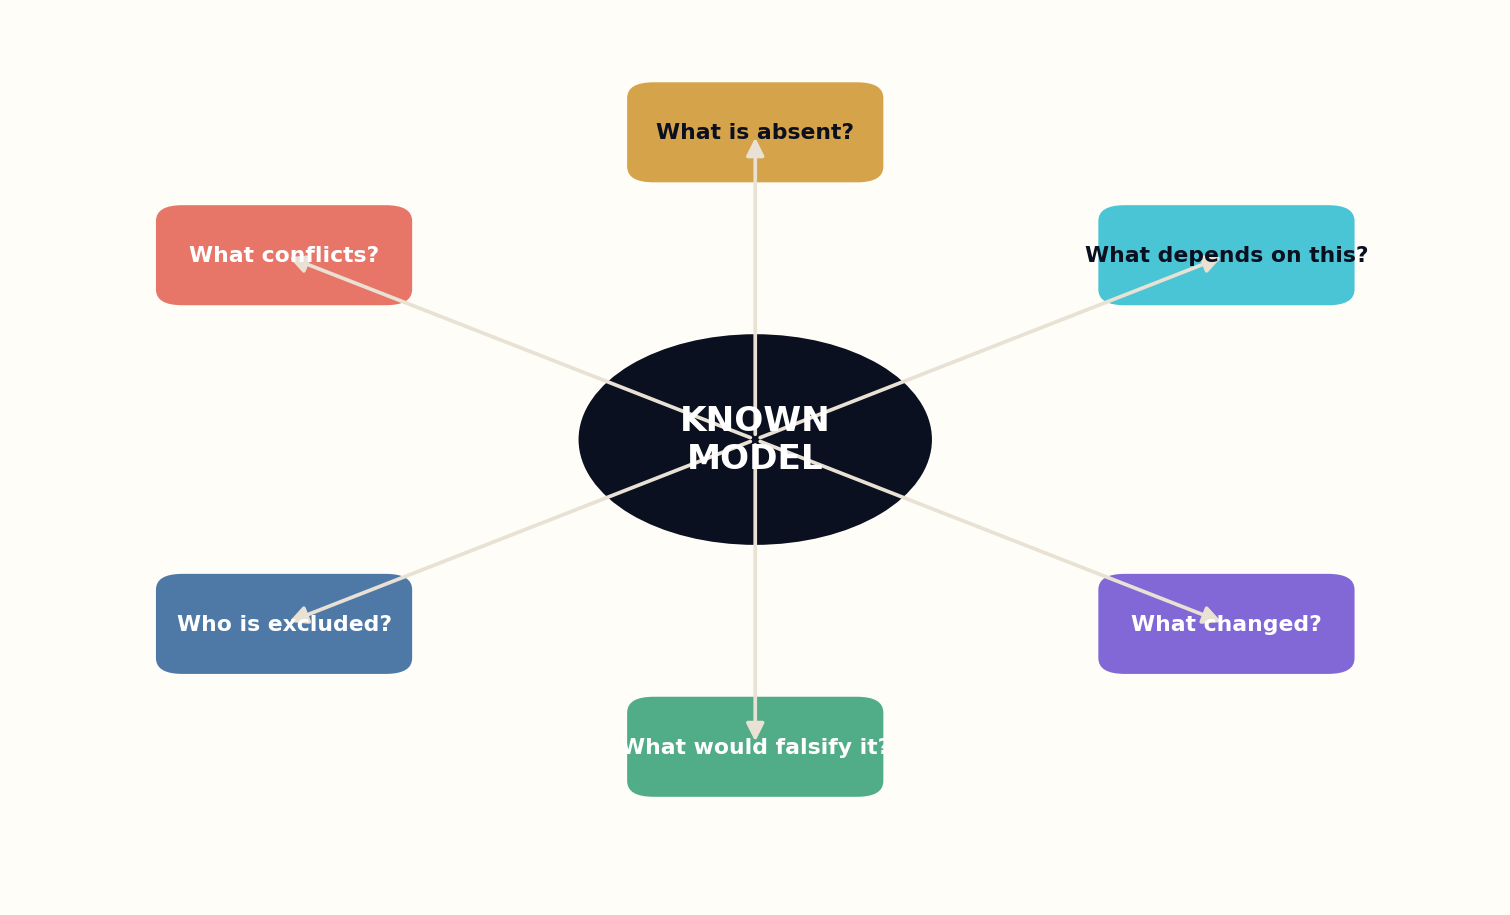 What is absent?
What conflicts?
What depends on this?
KNOWN
MODEL
Who is excluded?
What changed?
What would falsify it?